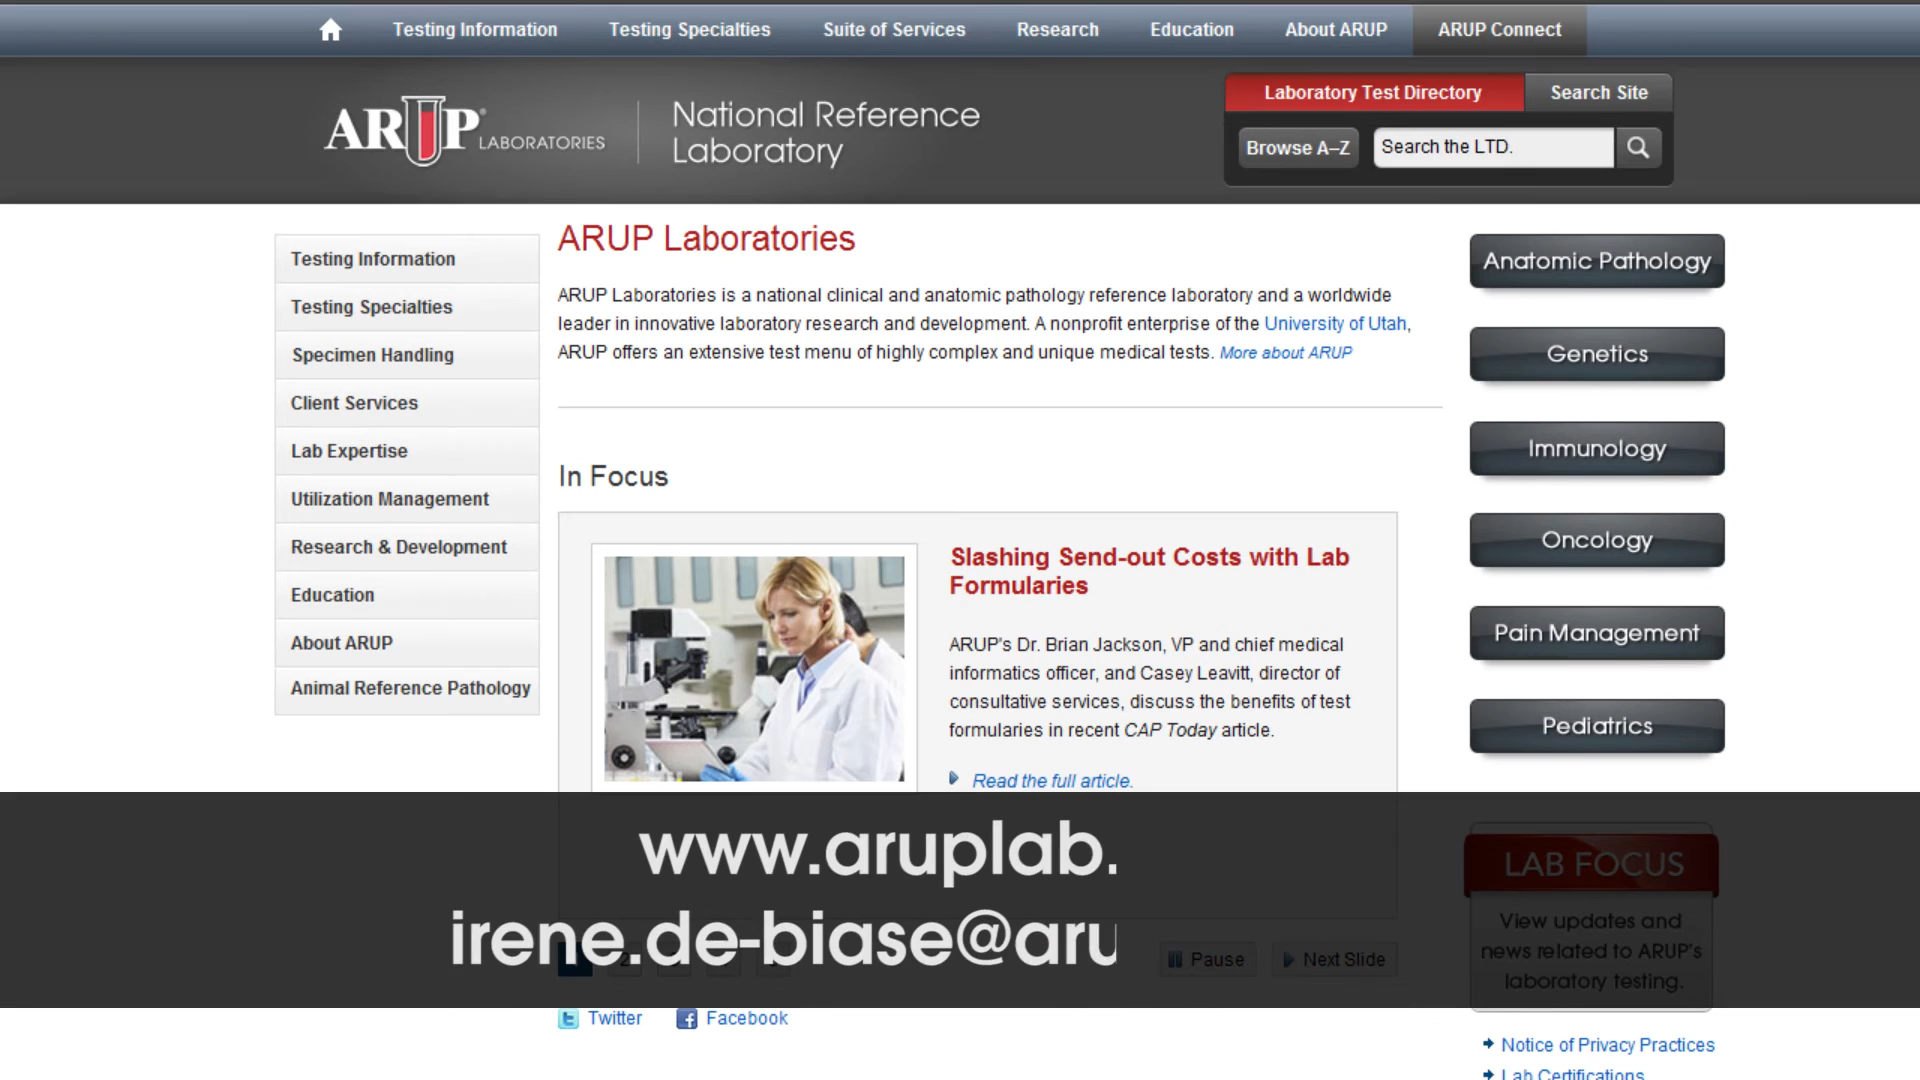 Testing Information
Testing Specialties
Suite of Services
Research
Education
About ARUP
ARUP Connect
ARUP LABORATORIES
National Reference
Laboratory
Laboratory Test Directory
Search Site
Browse A–Z
Search the LTD.
Testing Information
Testing Specialties
Specimen Handling
Client Services
Lab Expertise
Utilization Management
Research & Development
Education
About ARUP
Animal Reference Pathology
ARUP Laboratories
ARUP Laboratories is a national clinical and anatomic pathology reference laboratory and a worldwide
leader in innovative laboratory research and development. A nonprofit enterprise of the University of Utah,
ARUP offers an extensive test menu of highly complex and unique medical tests. More about ARUP
In Focus
Slashing Send-out Costs with Lab
Formularies
ARUP's Dr. Brian Jackson, VP and chief medical
informatics officer, and Casey Leavitt, director of
consultative services, discuss the benefits of test
formularies in recent CAP Today article.
Read the full article.
Anatomic Pathology
Genetics
Immunology
Oncology
Pain Management
Pediatrics
www.aruplab.
irene.de-biase@aru
2
Pause
Next Slide
LAB FOCUS
View updates and
news related to ARUP's
laboratory testing.
Twitter
Facebook
Notice of Privacy Practices
Lab Certifications